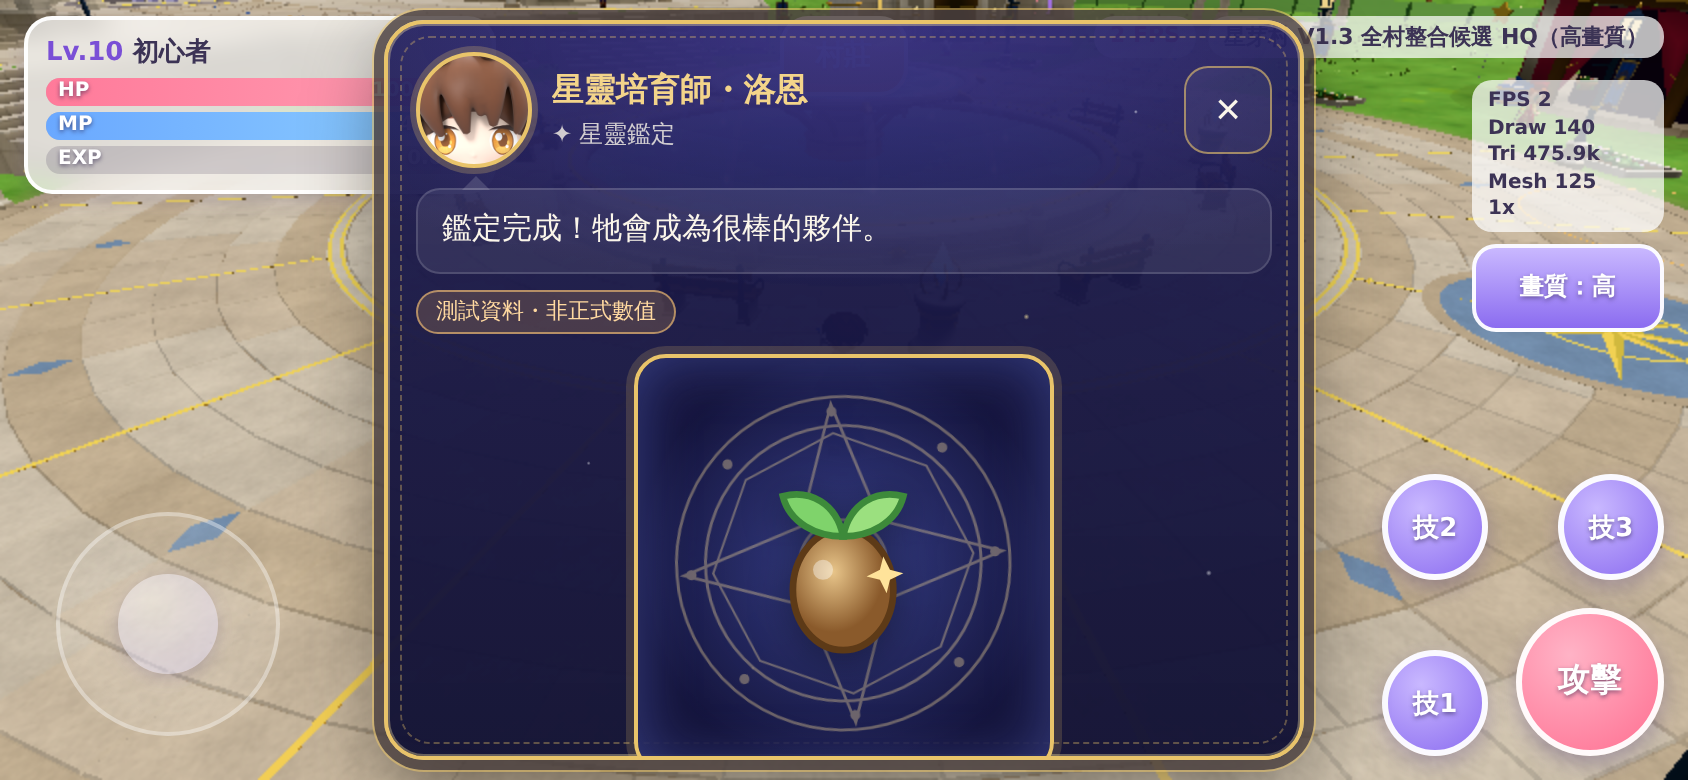 Lv.10 初心者
HP
MP
EXP
星靈培育師・洛恩
✦ 星靈鑑定
×
鑑定完成！牠會成為很棒的夥伴。
測試資料・非正式數值
V1.3 全村整合候選 HQ（高畫質）
FPS 2
Draw 140
Tri 475.9k
Mesh 125
1x
畫質：高
技2
技3
技1
攻擊